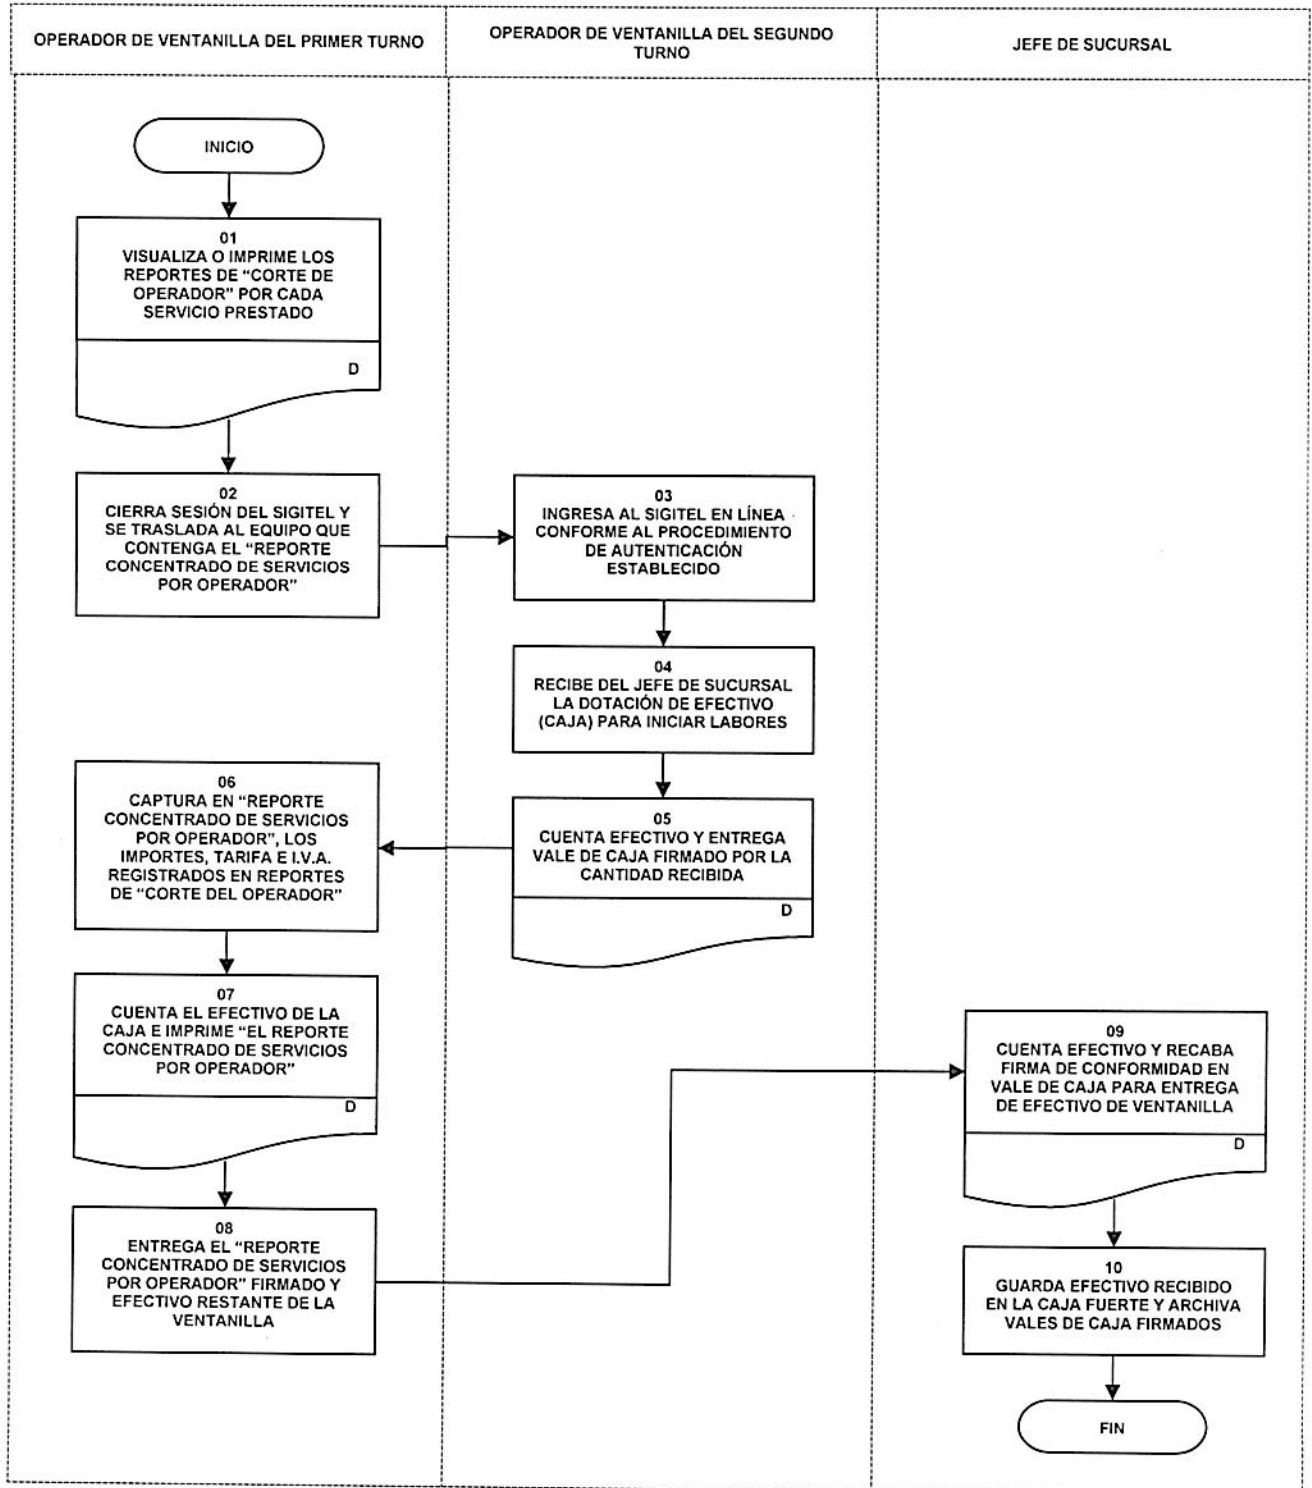 OPERADOR DE VENTANILLA DEL PRIMER TURNO
OPERADOR DE VENTANILLA DEL SEGUNDO
TURNO
JEFE DE SUCURSAL
INICIO
01
VISUALIZA O IMPRIME LOS
REPORTES DE “CORTE DE
OPERADOR” POR CADA
SERVICIO PRESTADO
D
02
CIERRA SESIÓN DEL SIGITEL Y
SE TRASLADA AL EQUIPO QUE
CONTENGA EL “REPORTE
CONCENTRADO DE SERVICIOS
POR OPERADOR”
03
INGRESA AL SIGITEL EN LÍNEA
CONFORME AL PROCEDIMIENTO
DE AUTENTICACIÓN
ESTABLECIDO
04
RECIBE DEL JEFE DE SUCURSAL
LA DOTACIÓN DE EFECTIVO
(CAJA) PARA INICIAR LABORES
05
CUENTA EFECTIVO Y ENTREGA
VALE DE CAJA FIRMADO POR LA
CANTIDAD RECIBIDA
D
06
CAPTURA EN “REPORTE
CONCENTRADO DE SERVICIOS
POR OPERADOR”, LOS
IMPORTES, TARIFA E I.V.A.
REGISTRADOS EN REPORTES
DE “CORTE DEL OPERADOR”
07
CUENTA EL EFECTIVO DE LA
CAJA E IMPRIME “EL REPORTE
CONCENTRADO DE SERVICIOS
POR OPERADOR”
D
08
ENTREGA EL “REPORTE
CONCENTRADO DE SERVICIOS
POR OPERADOR” FIRMADO Y
EFECTIVO RESTANTE DE LA
VENTANILLA
09
CUENTA EFECTIVO Y RECABA
FIRMA DE CONFORMIDAD EN
VALE DE CAJA PARA ENTREGA
DE EFECTIVO DE VENTANILLA
D
10
GUARDA EFECTIVO RECIBIDO
EN LA CAJA FUERTE Y ARCHIVA
VALES DE CAJA FIRMADOS
FIN